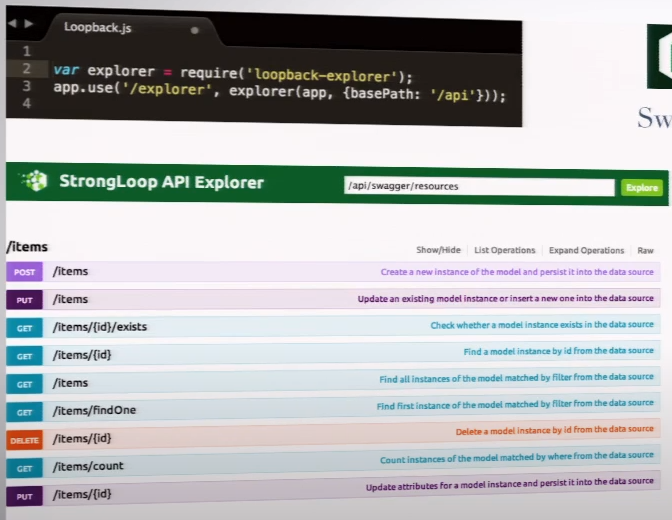 Loopback.js
1
2 var explorer = require('loopback-explorer');
3 app.use('/explorer', explorer(app, {basePath: '/api'}));
4
Sw
StrongLoop API Explorer /api/swagger/resources Explore
/items Show/Hide List Operations Expand Operations Raw
POST /items Create a new instance of the model and persist it into the data source
PUT /items Update an existing model instance or insert a new one into the data source
GET /items/{id}/exists Check whether a model instance exists in the data source
GET /items/{id} Find a model instance by id from the data source
GET /items Find all instances of the model matched by filter from the data source
GET /items/findOne Find first instance of the model matched by filter from the data source
DELETE /items/{id} Delete a model instance by id from the data source
GET /items/count Count instances of the model matched by where from the data source
PUT /items/{id} Update attributes for a model instance and persist it into the data source